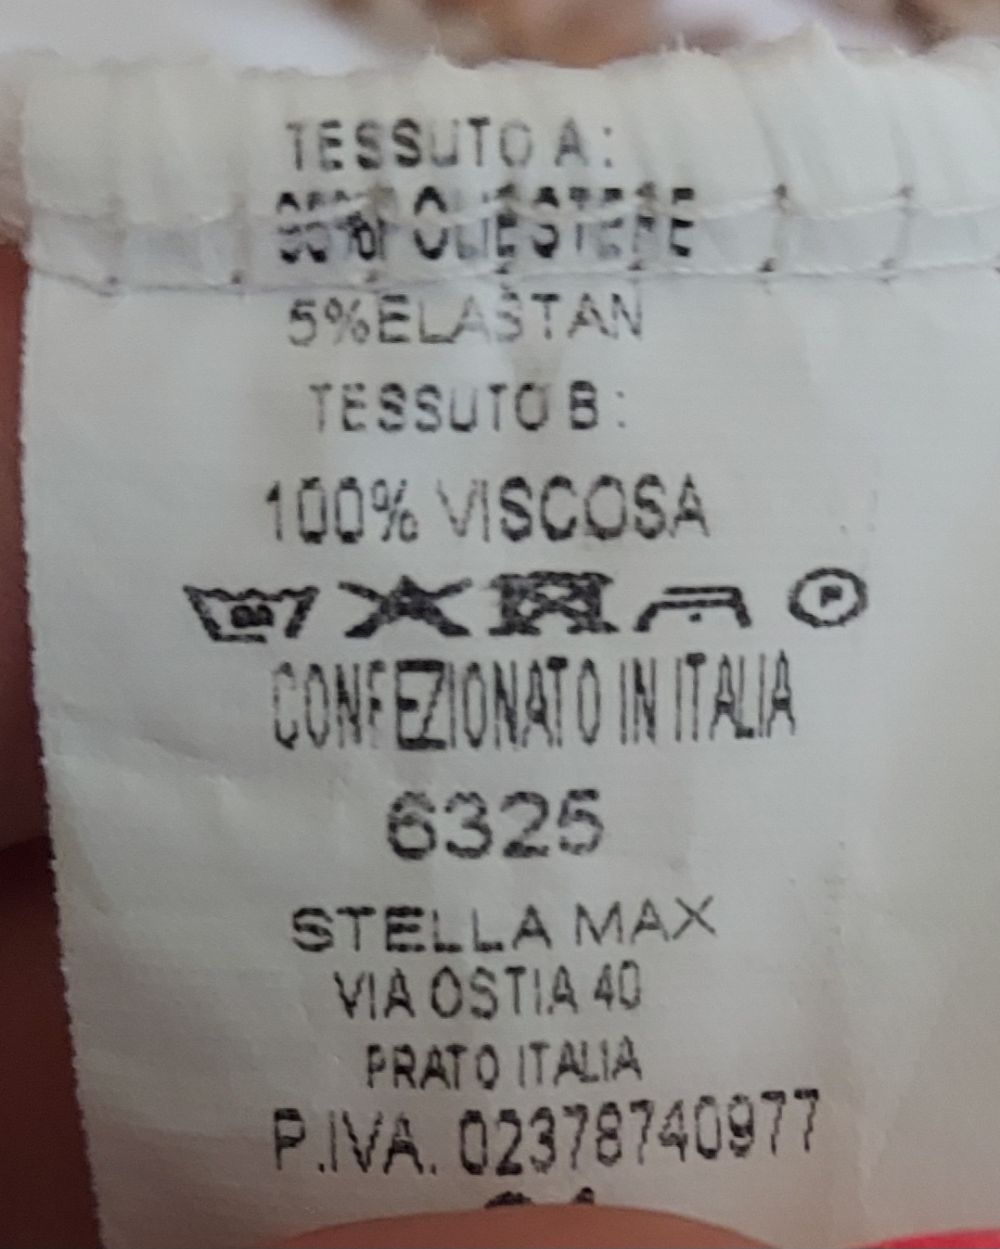 TESSUTO A:
95%POLIESTERE
5%ELASTAN
TESSUTO B:
100% VISCOSA
P
CONFEZIONATO IN ITALIA
6325
STELLA MAX
VIA OSTIA 40
PRATO ITALIA
P.IVA. 02378740977